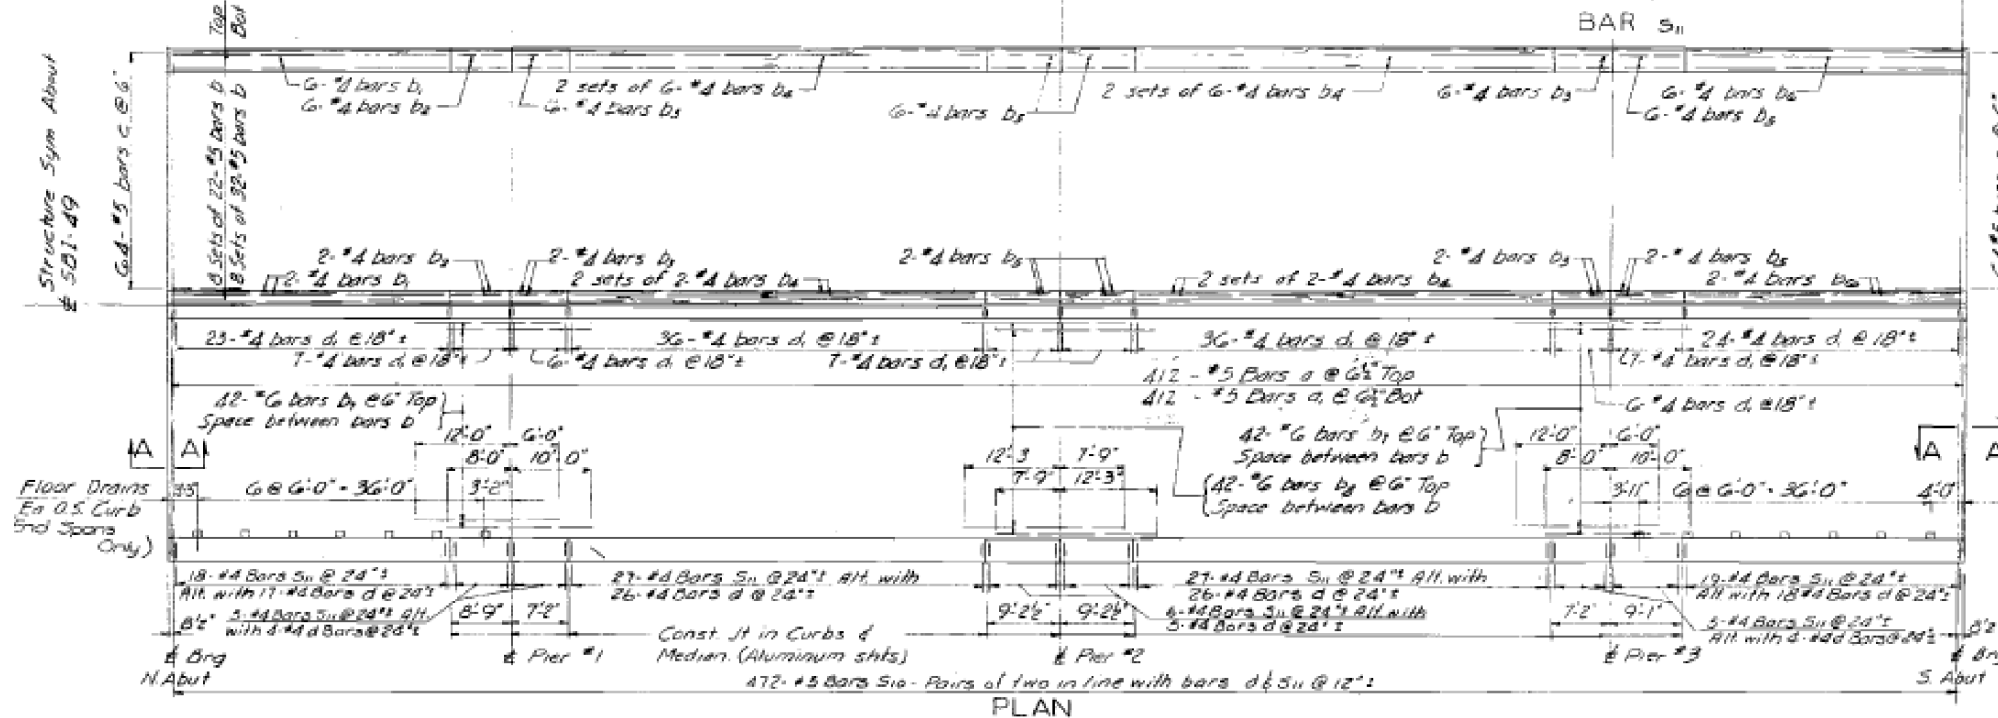 BAR S₁₁
Top
Bot
Structure Sym About
℄ SBI-49
64-#5 bars c @ 6"
8 Sets of 22-#5 bars b
8 Sets of 32-#5 bars b
6-#4 bars b₁
6-#4 bars b₂
2 sets of 6-#4 bars b₄
6-#4 bars b₃
6-#4 bars b₅
2 sets of 6-#4 bars b₄
6-#4 bars b₃
6-#4 bars b₆
6-#4 bars b₅
2-#4 bars b₂
2-#4 bars b₁
2-#4 bars b₃
2 sets of 2-#4 bars b₄
2-#4 bars b₅
2 sets of 2-#4 bars b₄
2-#4 bars b₃
2-#4 bars b₅
2-#4 bars b₆
23-#4 bars d₁ @ 18"±
7-#4 bars d₁ @ 18"±
36-#4 bars d₁ @ 18"±
6-#4 bars d₁ @ 18"±
7-#4 bars d₁ @ 18"±
36-#4 bars d₁ @ 18"±
24-#4 bars d₁ @ 18"±
7-#4 bars d₁ @ 18"±
6-#4 bars d₁ @ 18"±
412 - #5 Bars a @ 6½" Top
412 - #5 Bars a₁ @ 6½" Bot
42-#6 bars b₇ @ 6" Top
Space between bars b
42-#6 bars b₇ @ 6" Top
Space between bars b
42-#6 bars b₈ @ 6" Top
Space between bars b
A A
12'-0" 6'-0"
8'-0" 10'-0"
3'-2"
12'-3 7'-9"
7'-9" 12'-3"
12'-0" 6'-0"
8'-0" 10'-0"
3'-11" 6 @ 6'-0" = 36'-0" 4'-0"
A A
Floor Drains
Ea O.S. Curb
End Spans
Only)
3'-3" 6 @ 6'-0" = 36'-0"
18-#4 Bars S₁₁ @ 24"±
Alt. with 17-#4 Bars d @ 24"±
5-#4 Bars S₁₁ @ 24"± Alt.
with 4-#4 d Bars @ 24"±
27-#4 Bars S₁₁ @ 24"± Alt. with
26-#4 Bars d @ 24"±
27-#4 Bars S₁₁ @ 24"± Alt. with
26-#4 Bars d @ 24"±
6-#4 Bars S₁₁ @ 24"± Alt. with
5-#4 Bars d @ 24"±
19-#4 Bars S₁₁ @ 24"±
Alt with 18-#4 Bars d @ 24"±
5-#4 Bars S₁₁ @ 24"±
Alt. with 4-#4 d Bars @ 24"±
8½" 8'-9" 7'-2" 9'-2½" 9'-2½" 7'-2" 9'-1" 8½
Const. Jt in Curbs &
Median. (Aluminum shts)
℄ Brg
N. Abut
℄ Pier #1
℄ Pier #2
℄ Pier #3
℄ Brg
S. Abut
472-#5 Bars S₁₀ - Pairs of two in line with bars d & S₁₁ @ 12"±
PLAN